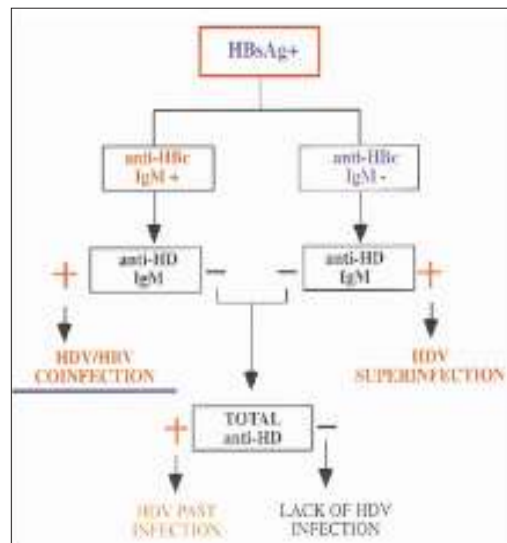 HBsAg+
anti-HBc
IgM +
anti-HBc
IgM -
+
anti-HD
IgM
−
−
anti-HD
IgM
+
HDV/HBV
COINFECTION
HDV
SUPERINFECTION
+
TOTAL
anti-HD
−
HDV PAST
INFECTION
LACK OF HDV
INFECTION